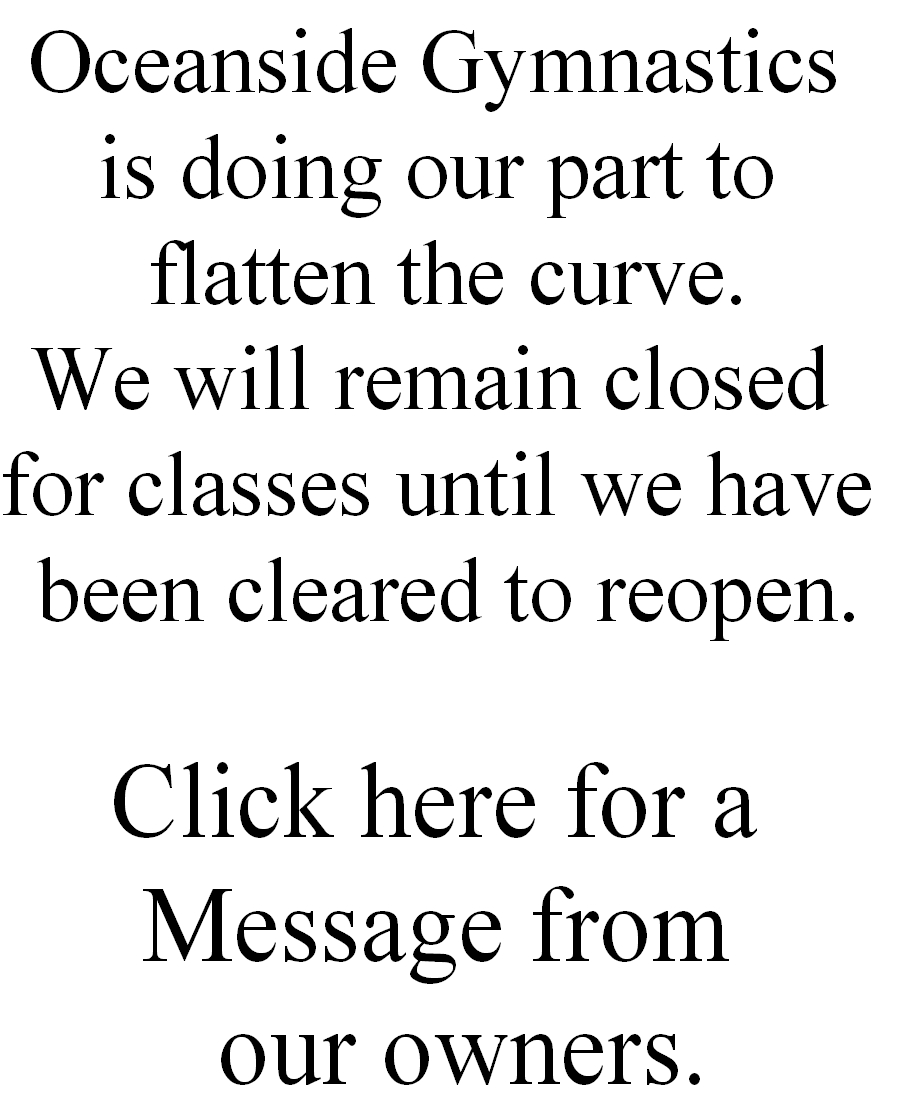 Oceanside Gymnastics
is doing our part to
flatten the curve.
We will remain closed
for classes until we have
been cleared to reopen.
Click here for a
Message from
our owners.